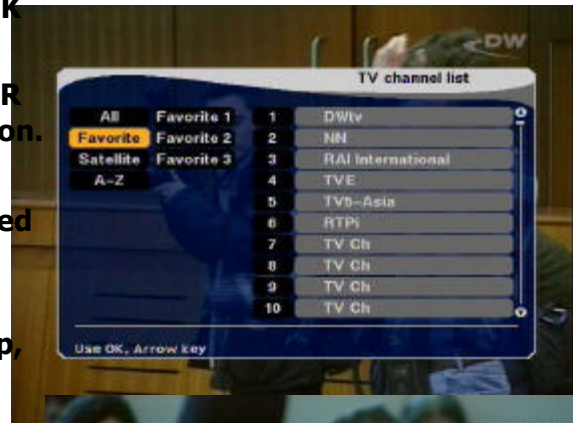 K
DW
TV channel list
R
on.
ed
p,
All Favorite 1
Favorite Favorite 2
Satellite Favorite 3
A-Z
1 DWtv
2 NN
3 RAI International
4 TVE
5 TV5-Asia
6 RTPi
7 TV Ch
8 TV Ch
9 TV Ch
10 TV Ch
Use OK, Arrow key